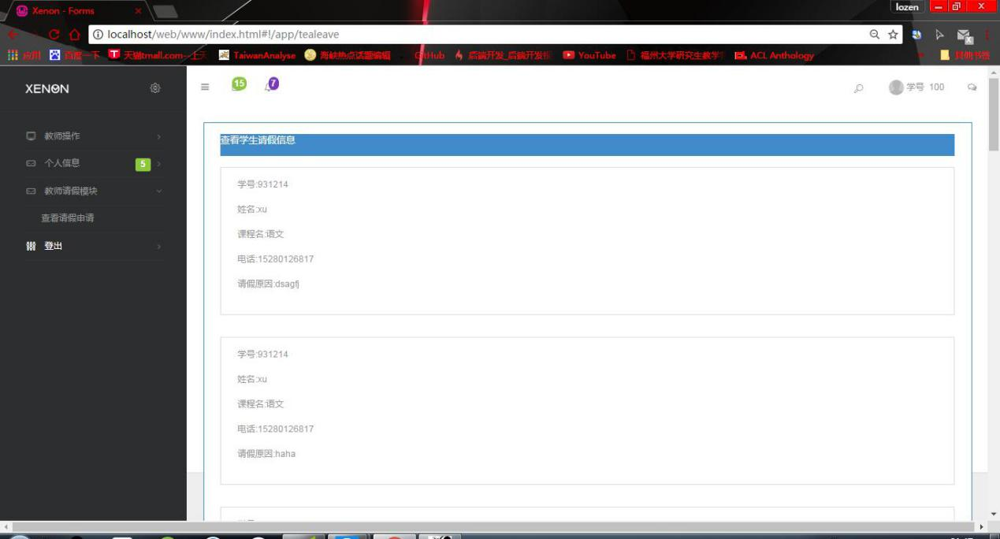 Xenon - Forms
lozen
localhost/web/www/index.html#!/app/tealeave
应用 百度一下 天猫tmall.com--上天 TaiwanAnalyse 海峡热点话题编辑 GitHub 后端开发_后端开发报 YouTube 福州大学研究生教学 ACL Anthology 其他书签
XENON
15 7
学号 100
教师操作
个人信息 5
教师请假模块
查看请假申请
登出
查看学生请假信息
学号:931214
姓名:xu
课程名:语文
电话:15280126817
请假原因:dsagfj
学号:931214
姓名:xu
课程名:语文
电话:15280126817
请假原因:haha